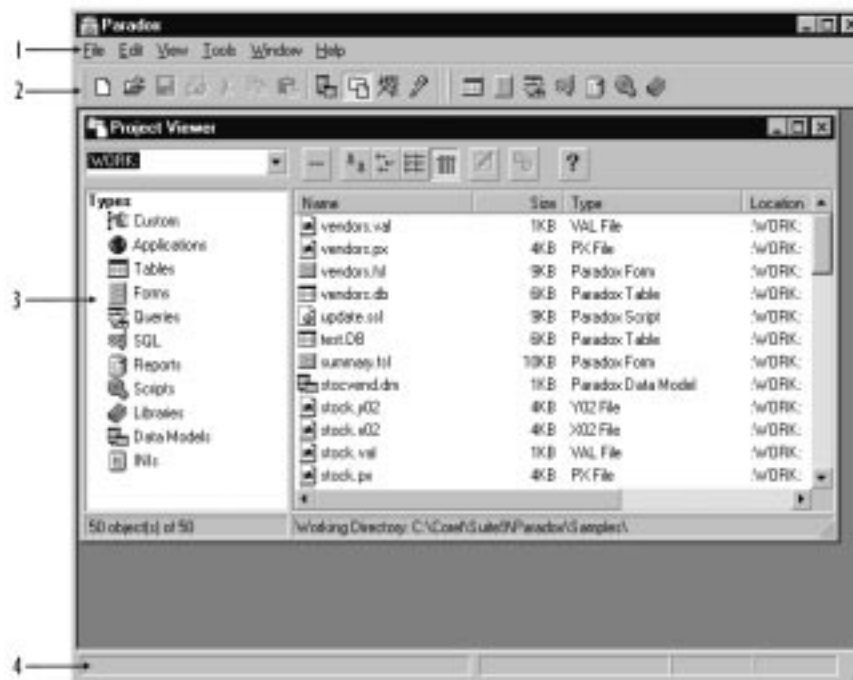 Paradox
1
File Edit View Tools Window Help
2
Project Viewer
:WORK:
?
3
Types
Custom
Applications
Tables
Forms
Queries
SQL
Reports
Scripts
Libraries
Data Models
INIs
Name Size Type Location
vendors.val 1KB VAL File :WORK:
vendors.px 4KB PX File :WORK:
vendors.fsl 9KB Paradox Form :WORK:
vendors.db 6KB Paradox Table :WORK:
update.ssl 9KB Paradox Script :WORK:
test.DB 6KB Paradox Table :WORK:
summary.fsl 10KB Paradox Form :WORK:
stocvend.dm 1KB Paradox Data Model :WORK:
stock.y02 4KB Y02 File :WORK:
stock.x02 4KB X02 File :WORK:
stock.val 1KB VAL File :WORK:
stock.px 4KB PX File :WORK:
50 object(s) of 50
Working Directory: C:\Corel\Suite9\Paradox\Samples\
4